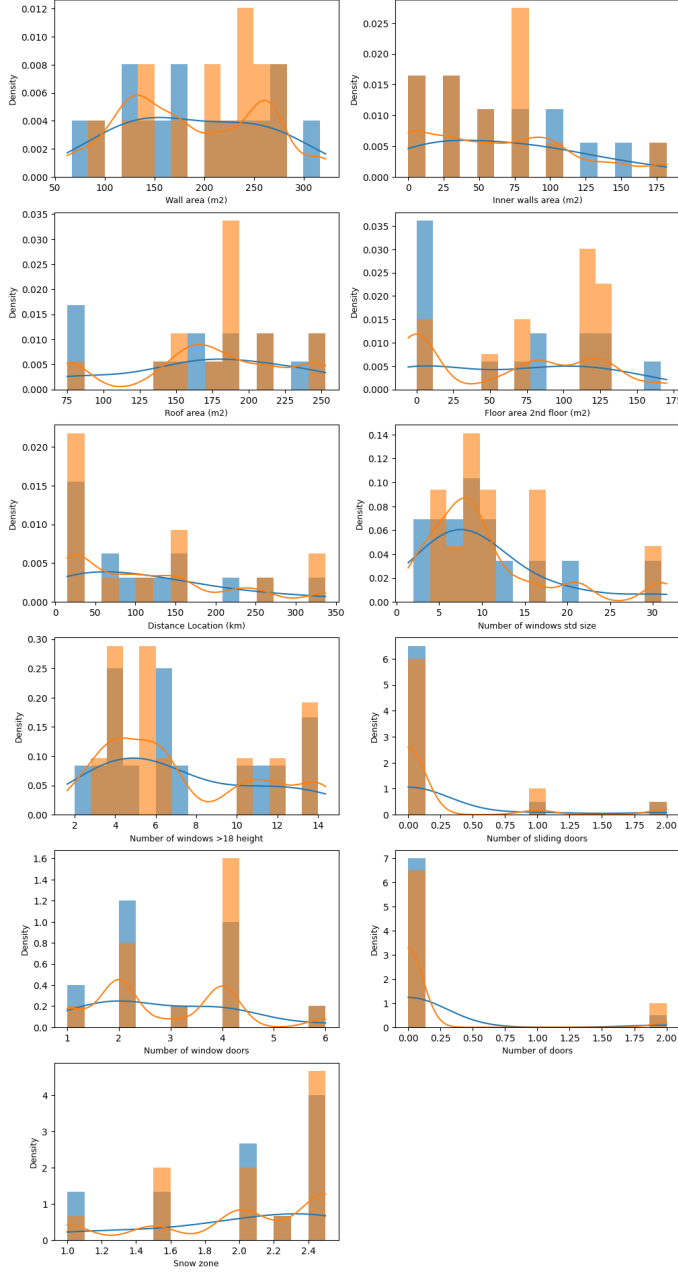 0.012
0.010
0.008
0.006
0.004
0.002
0.000
Density
50 100 150 200 250 300
Wall area (m2)
0.025
0.020
0.015
0.010
0.005
0.000
Density
0 25 50 75 100 125 150 175
Inner walls area (m2)
0.035
0.030
0.025
0.020
0.015
0.010
0.005
0.000
Density
75 100 125 150 175 200 225 250
Roof area (m2)
0.035
0.030
0.025
0.020
0.015
0.010
0.005
0.000
Density
0 25 50 75 100 125 150 175
Floor area 2nd floor (m2)
0.020
0.015
0.010
0.005
0.000
Density
0 50 100 150 200 250 300 350
Distance Location (km)
0.14
0.12
0.10
0.08
0.06
0.04
0.02
0.00
Density
0 5 10 15 20 25 30
Number of windows std size
0.30
0.25
0.20
0.15
0.10
0.05
0.00
Density
2 4 6 8 10 12 14
Number of windows >18 height
6
5
4
3
2
1
0
Density
0.00 0.25 0.50 0.75 1.00 1.25 1.50 1.75 2.00
Number of sliding doors
1.6
1.4
1.2
1.0
0.8
0.6
0.4
0.2
0.0
Density
1 2 3 4 5 6
Number of window doors
7
6
5
4
3
2
1
0
Density
0.00 0.25 0.50 0.75 1.00 1.25 1.50 1.75 2.00
Number of doors
4
3
2
1
0
Density
1.0 1.2 1.4 1.6 1.8 2.0 2.2 2.4
Snow zone